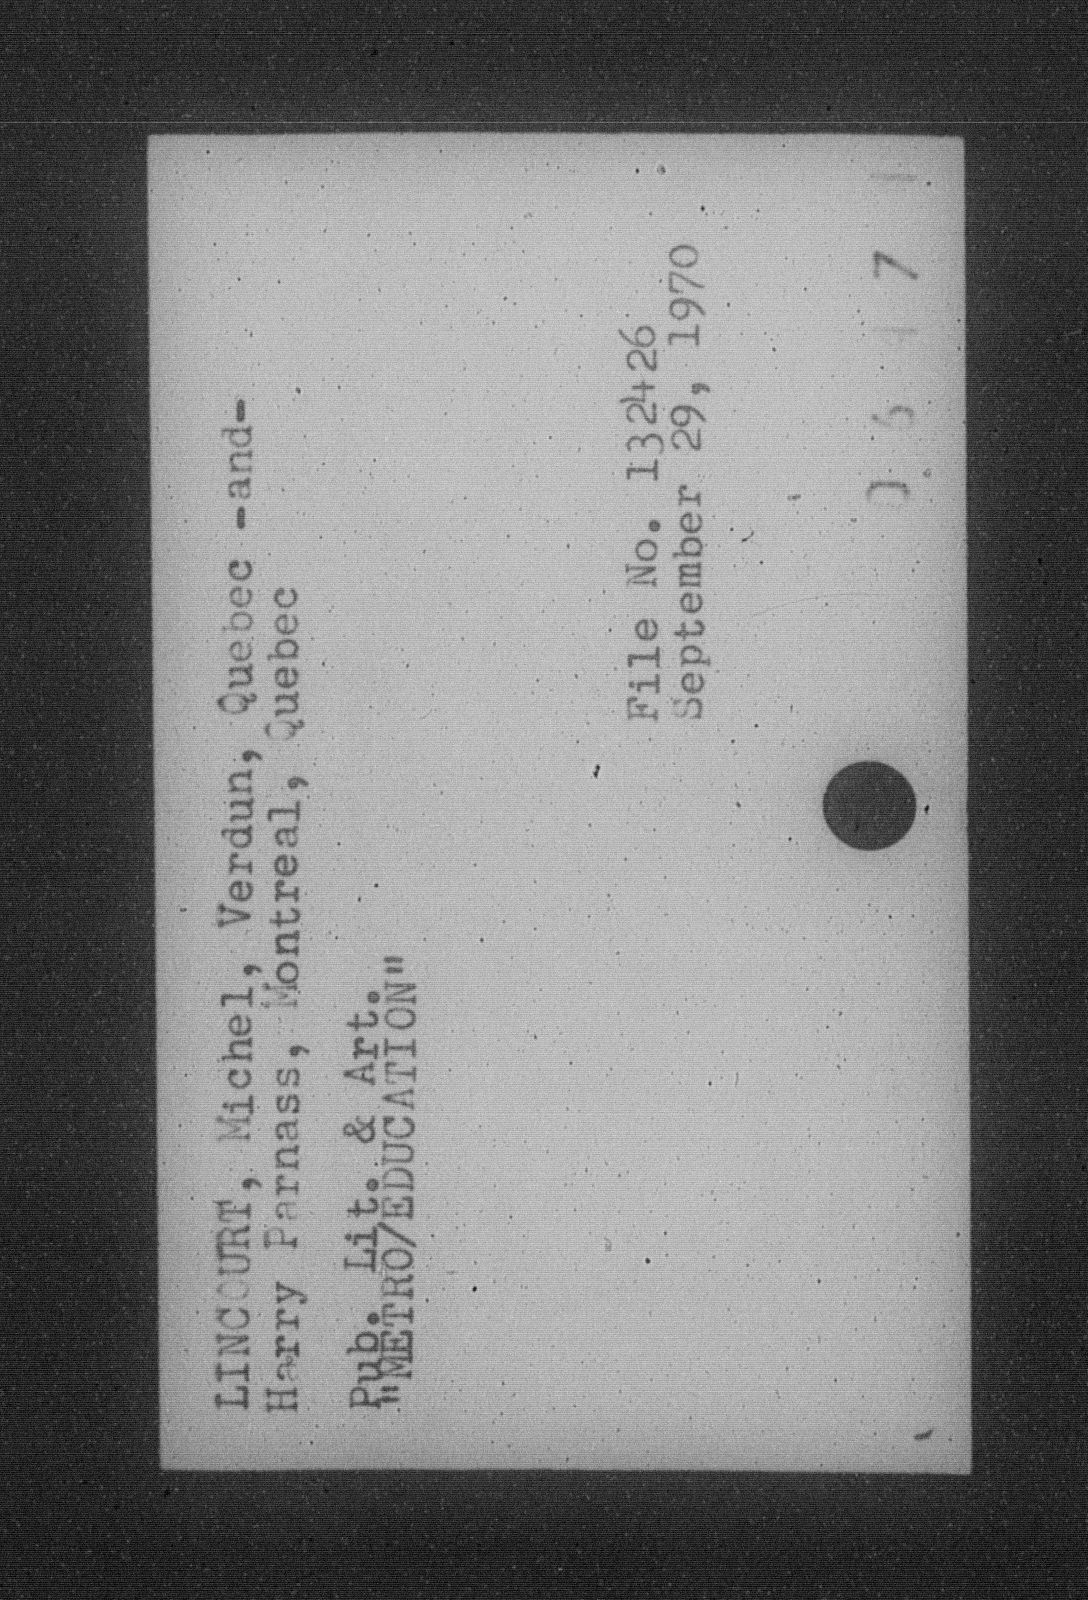 LINCOURT, Michel, Verdun, Quebec -and-
Harry Parnass, Montreal, Quebec
Pub. Lit. & Art.
"METRO/EDUCATION"
File No. 132426
September 29, 1970